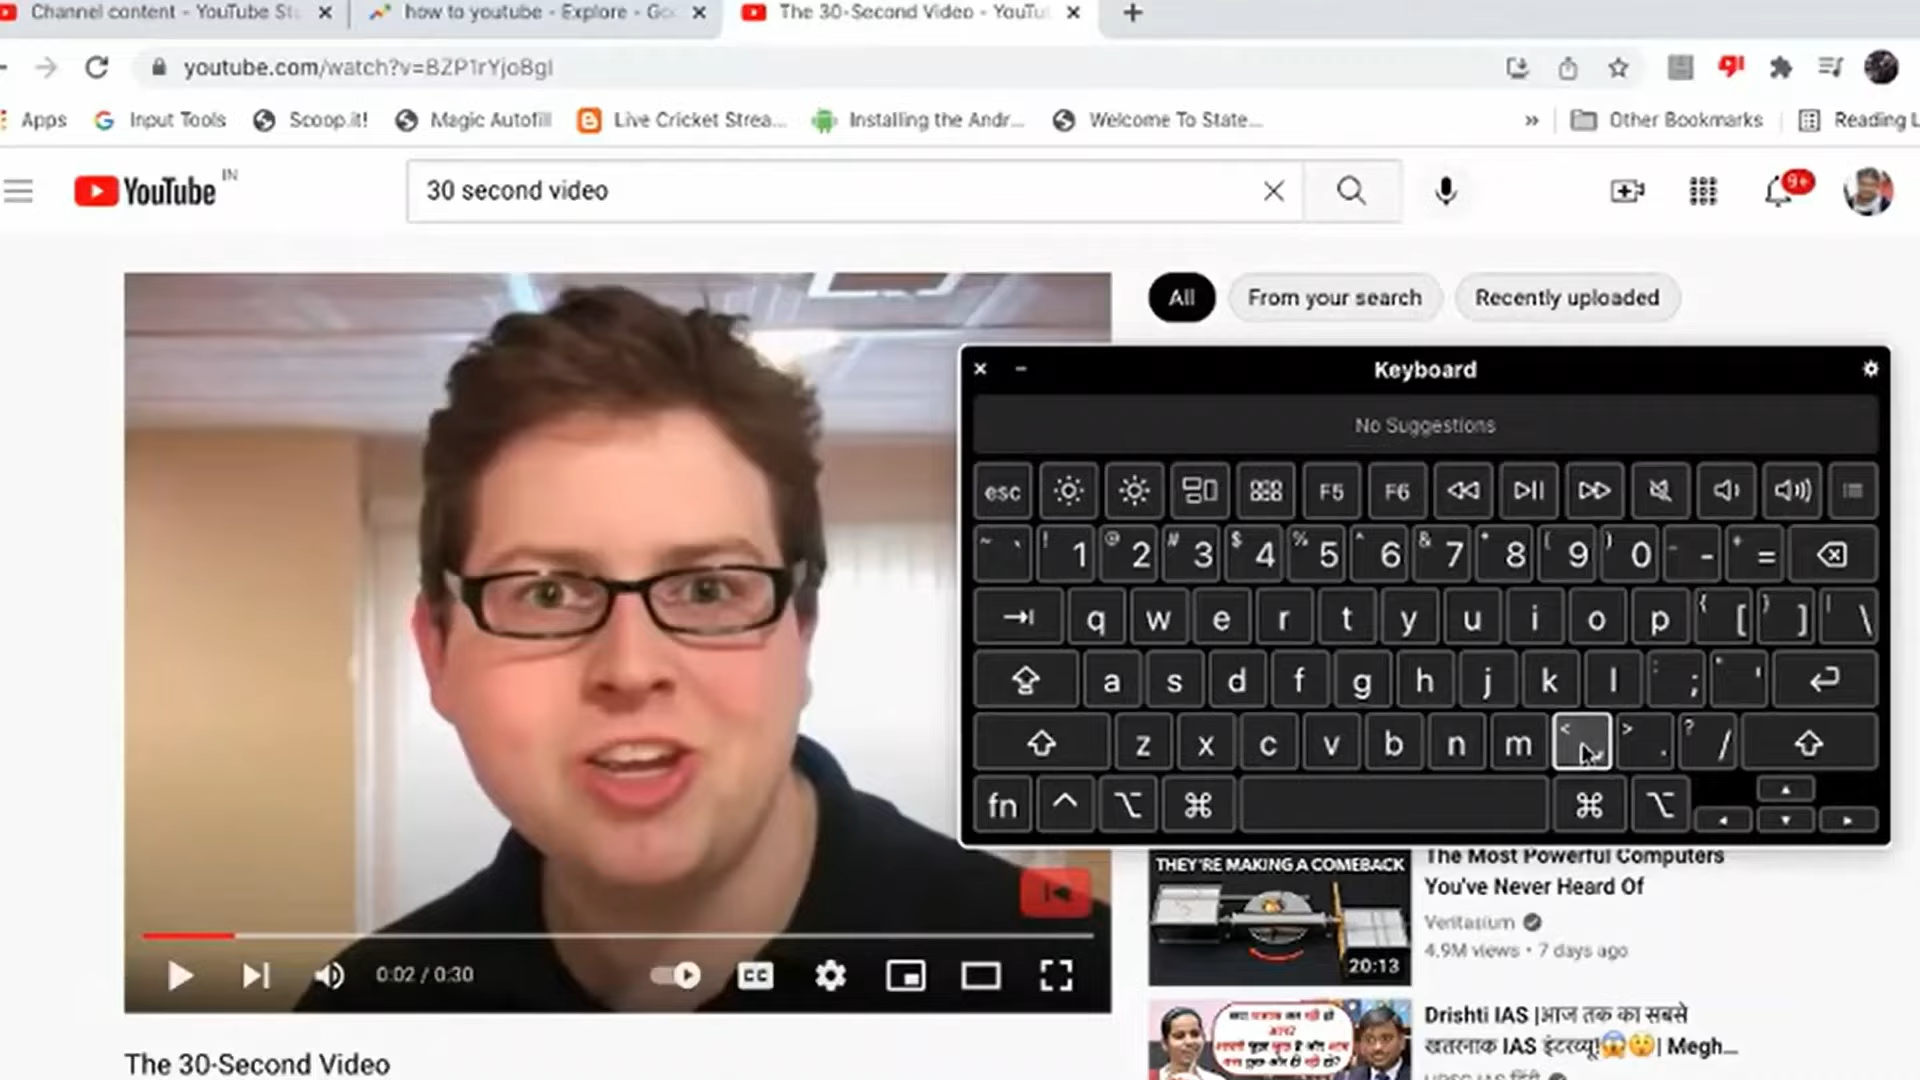 Channel content - YouTube St
how to youtube - Explore - Go
The 30-Second Video - YouTu
youtube.com/watch?v=BZP1rYjoBgI
Apps
Input Tools
Scoop.it!
Magic Autofill
Live Cricket Strea...
Installing the Andr...
Welcome To State...
»
Other Bookmarks
Reading L
YouTube IN
30 second video
9+
All
From your search
Recently uploaded
Keyboard
No Suggestions
esc F5 F6
~ ` ! 1 @ 2 # 3 $ 4 % 5 ^ 6 & 7 * 8 ( 9 ) 0 - - + =
q w e r t y u i o p { [ } ] | \
a s d f g h j k l : ; " '
z x c v b n m < > . ? /
fn ^ ⌥ ⌘ ⌘ ⌥
0:02 / 0:30
CC
The 30-Second Video
THEY'RE MAKING A COMEBACK
20:13
The Most Powerful Computers
You've Never Heard Of
Veritasium
4.9M views • 7 days ago
Drishti IAS |आज तक का सबसे
खतरनाक IAS इंटरव्यू!😱😲| Megh...